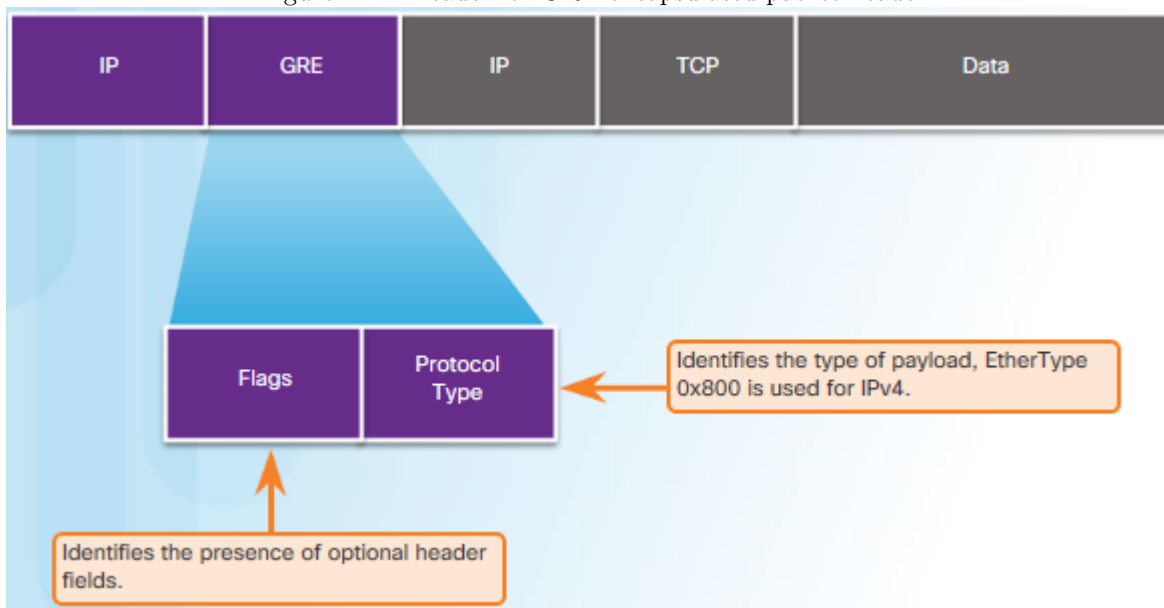 IP GRE IP TCP Data
Flags
Protocol
Type
Identifies the type of payload, EtherType
0x800 is used for IPv4.
Identifies the presence of optional header
fields.